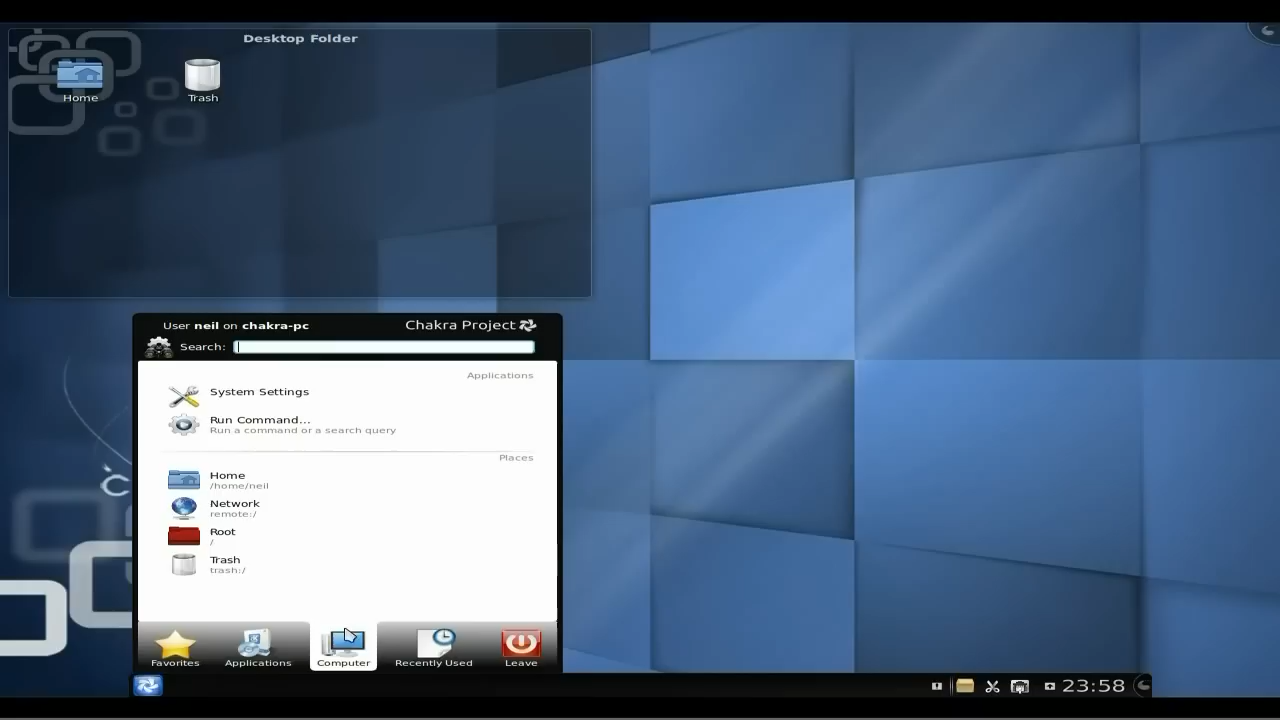 Desktop Folder
Home
Trash
User neil on chakra-pc
Chakra Project
Search:
Applications
System Settings
Run Command...
Run a command or a search query
Places
Home
/home/neil
Network
remote:/
Root
/
Trash
trash:/
Favorites
Applications
Computer
Recently Used
Leave
23:58